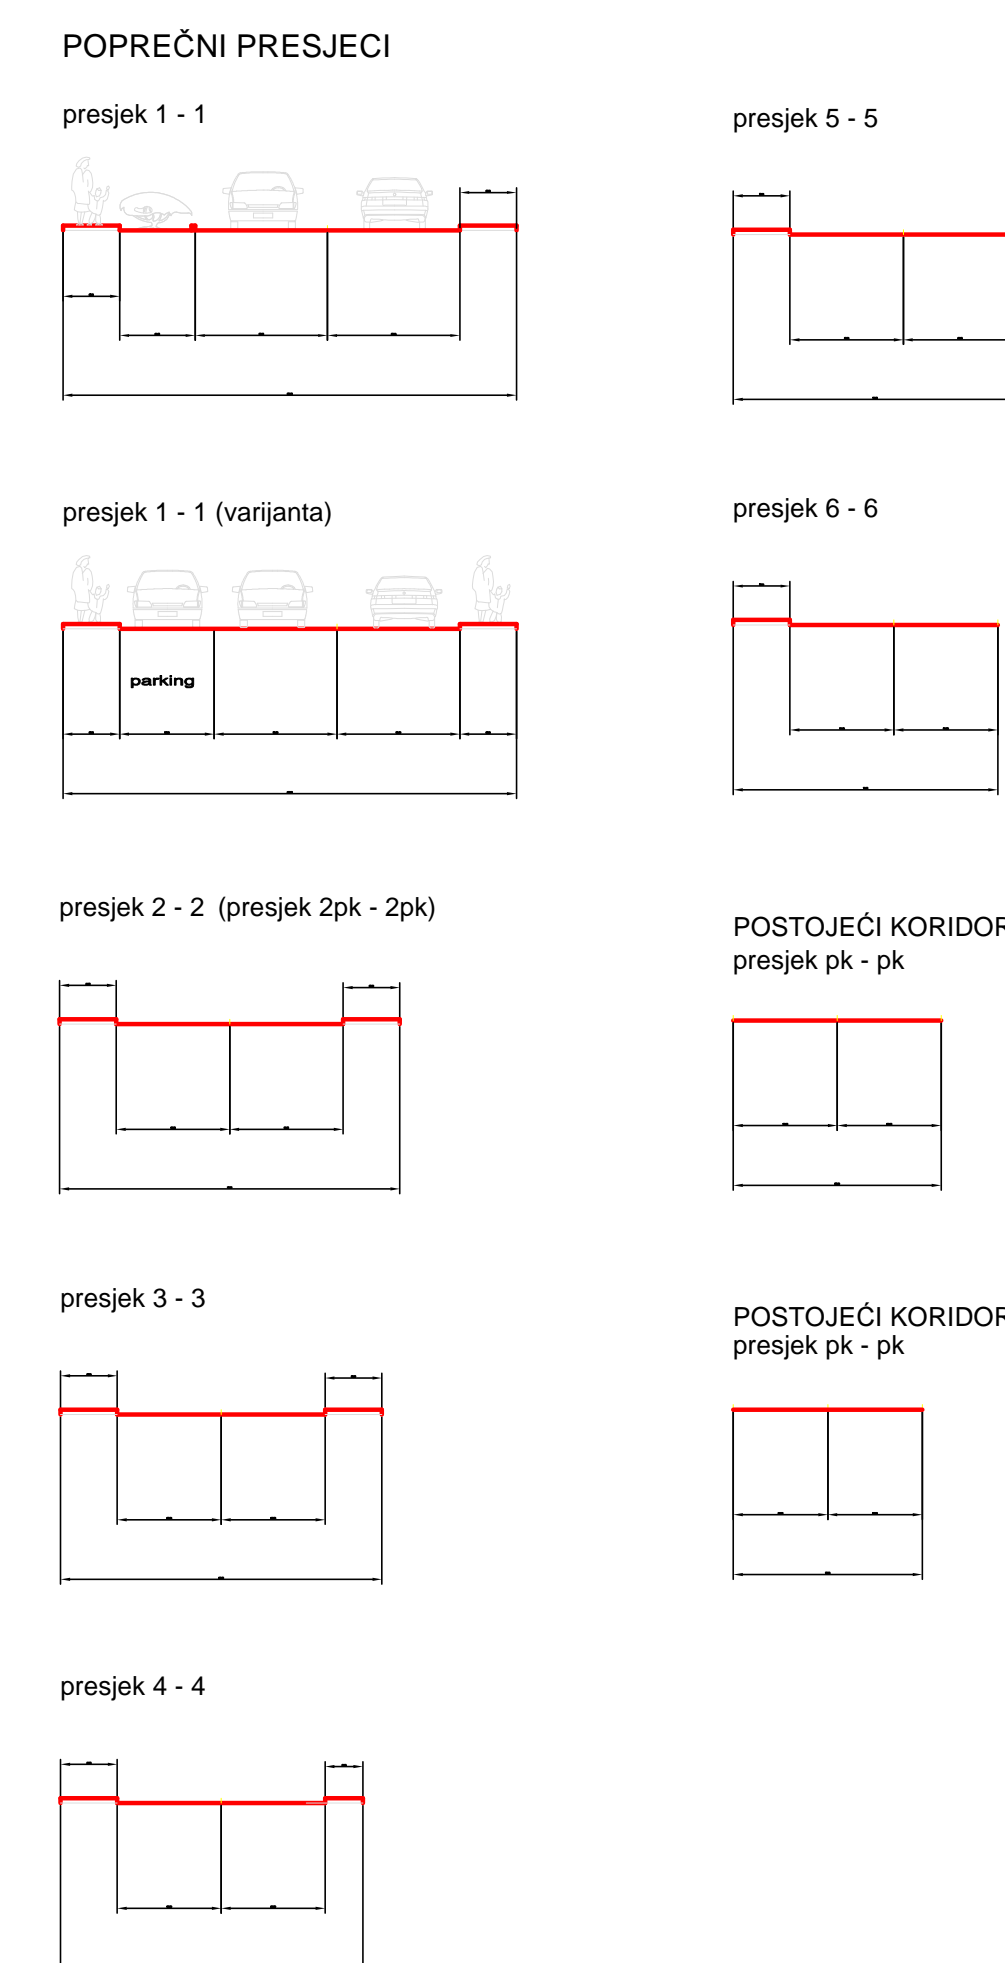 POPREČNI PRESJECI
presjek 1 - 1
presjek 1 - 1 (varijanta)
parking
presjek 2 - 2 (presjek 2pk - 2pk)
presjek 3 - 3
presjek 4 - 4
presjek 5 - 5
presjek 6 - 6
POSTOJEĆI KORIDOR
presjek pk - pk
POSTOJEĆI KORIDOR
presjek pk - pk